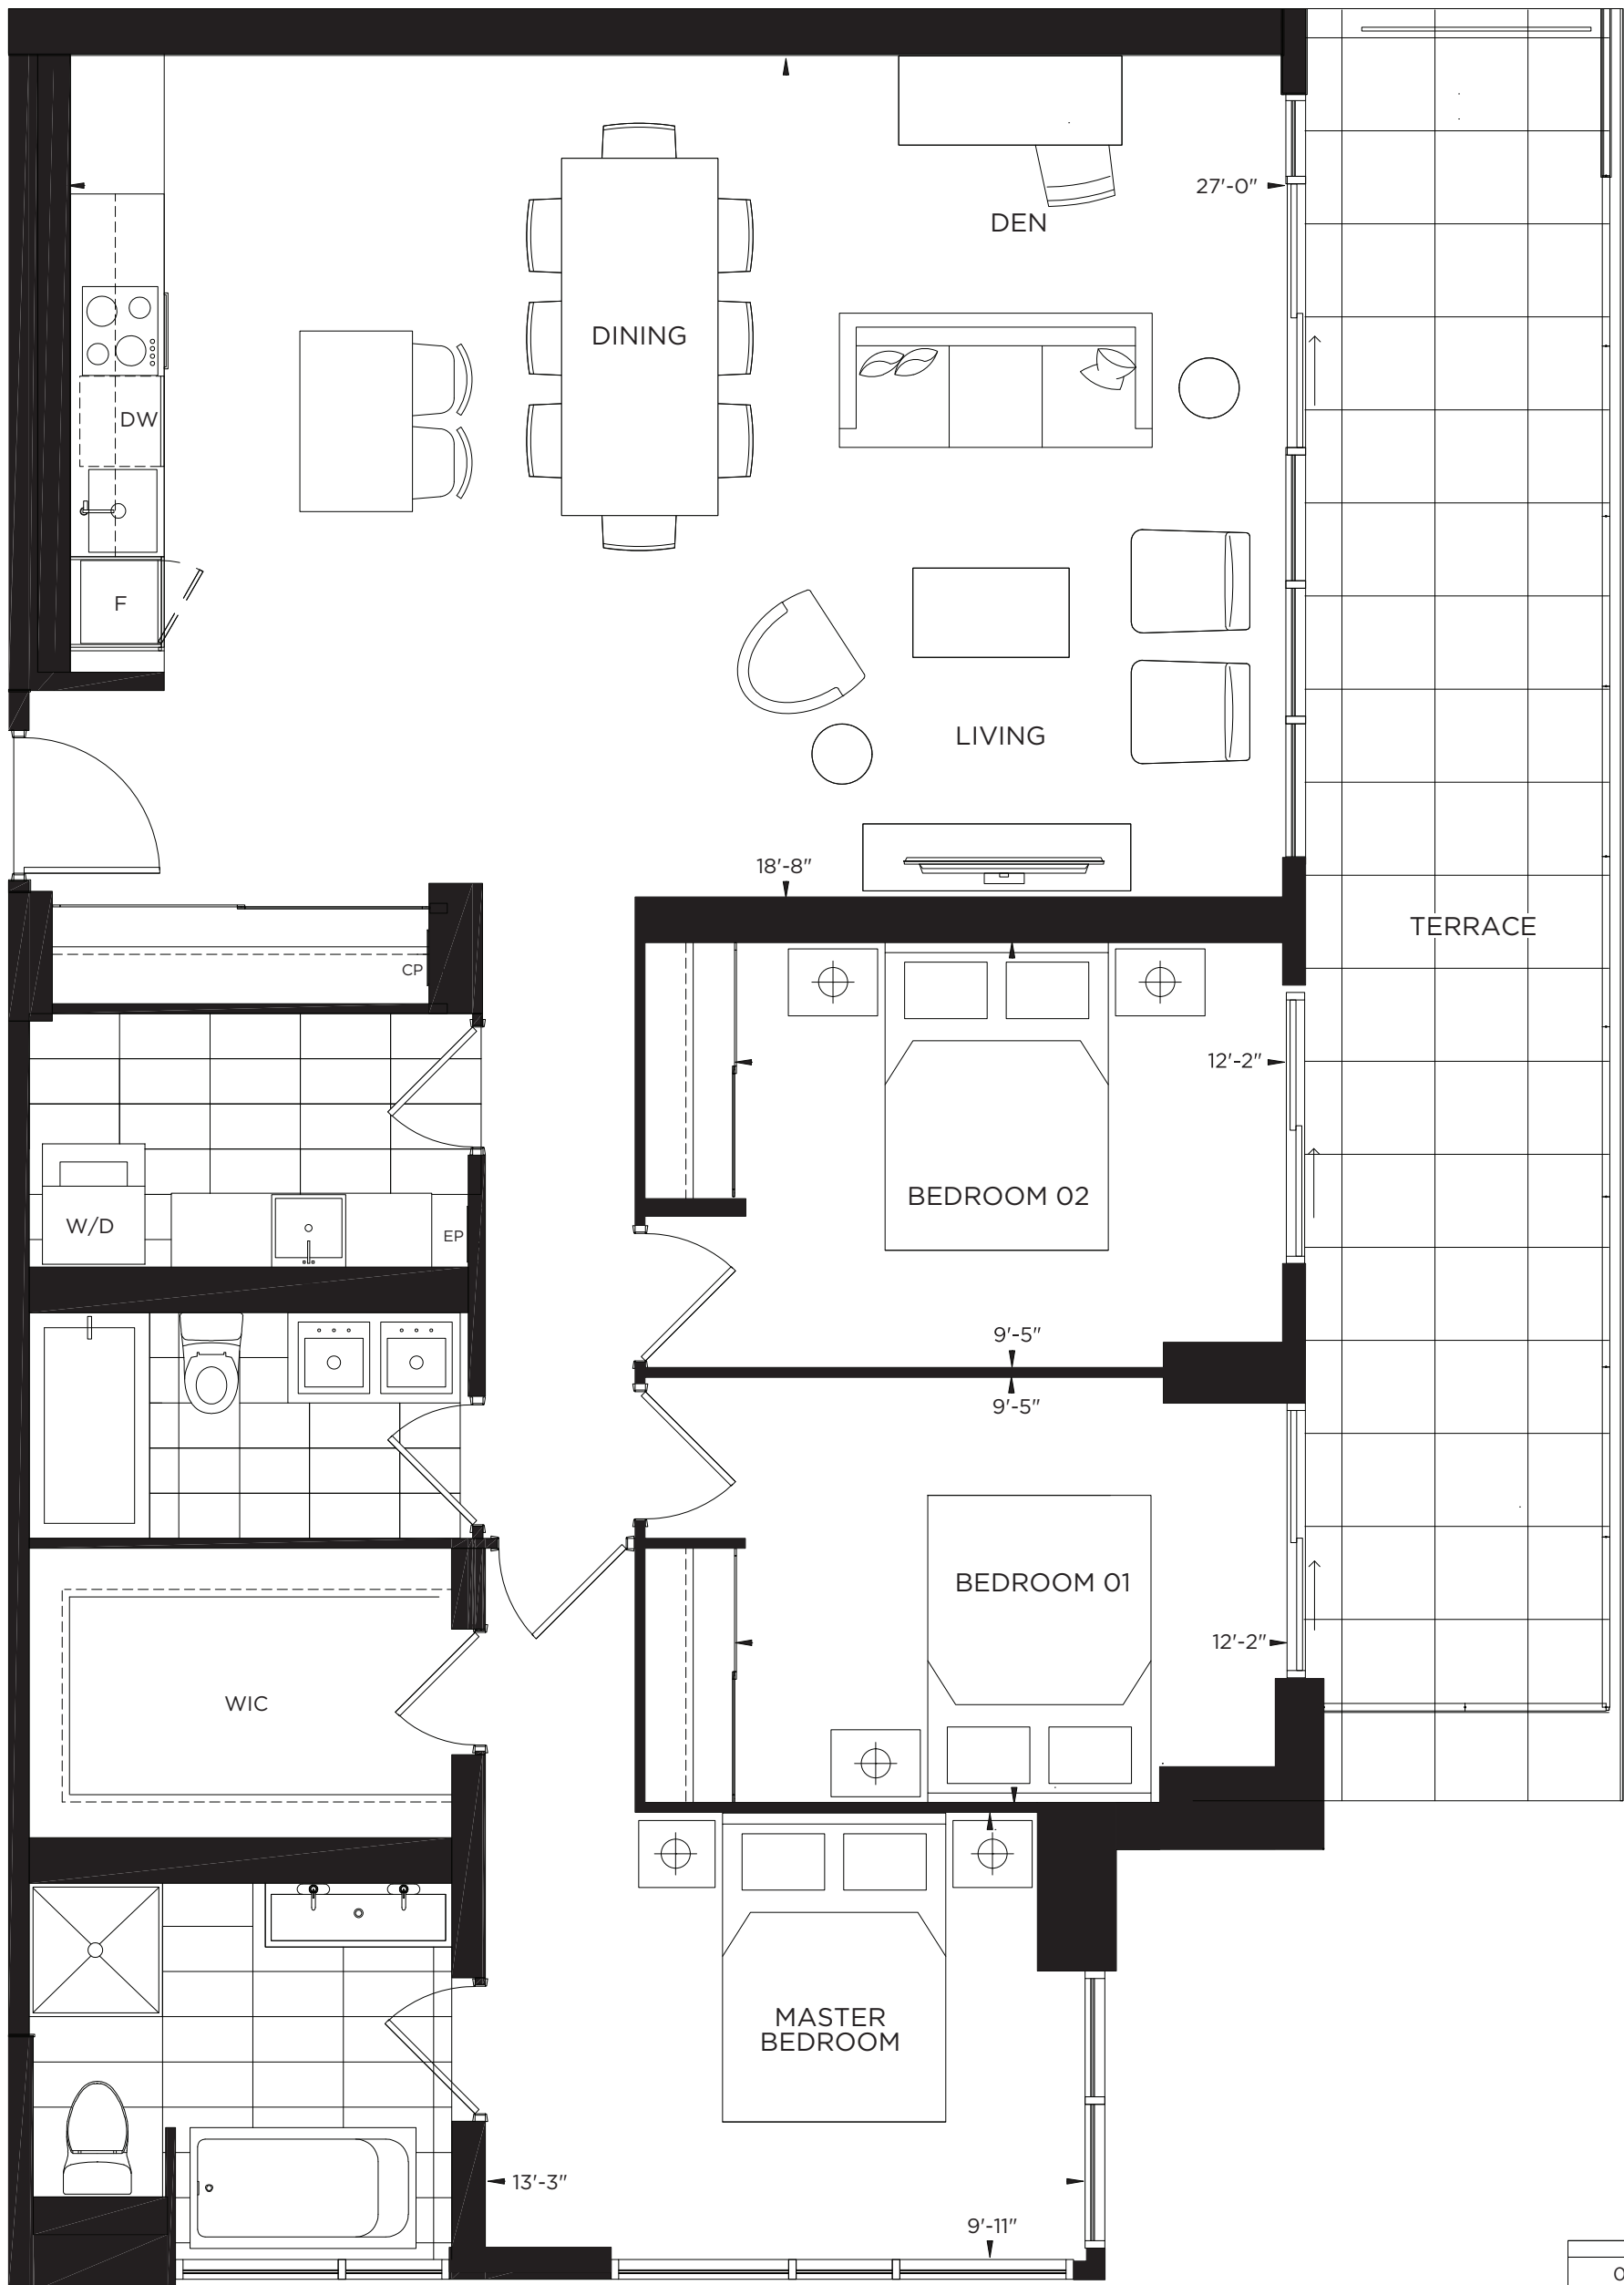 27'-0"
DEN
DINING
DW
F
LIVING
18'-8"
TERRACE
CP
12'-2"
BEDROOM 02
W/D
EP
9'-5"
9'-5"
BEDROOM 01
12'-2"
WIC
MASTER
BEDROOM
13'-3"
9'-11"